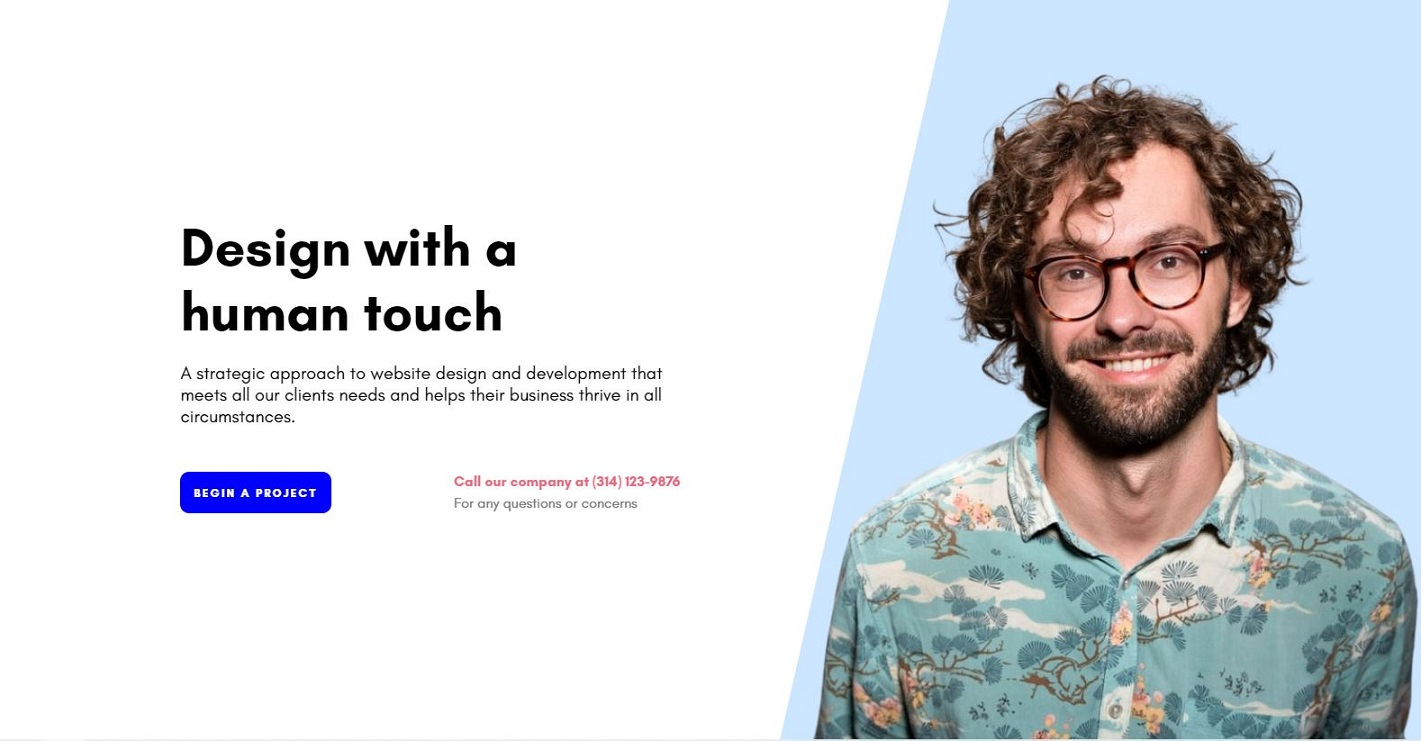 Design with a
human touch
A strategic approach to website design and development that
meets all our clients needs and helps their business thrive in all
circumstances.
BEGIN A PROJECT
Call our company at (314) 123-9876
For any questions or concerns